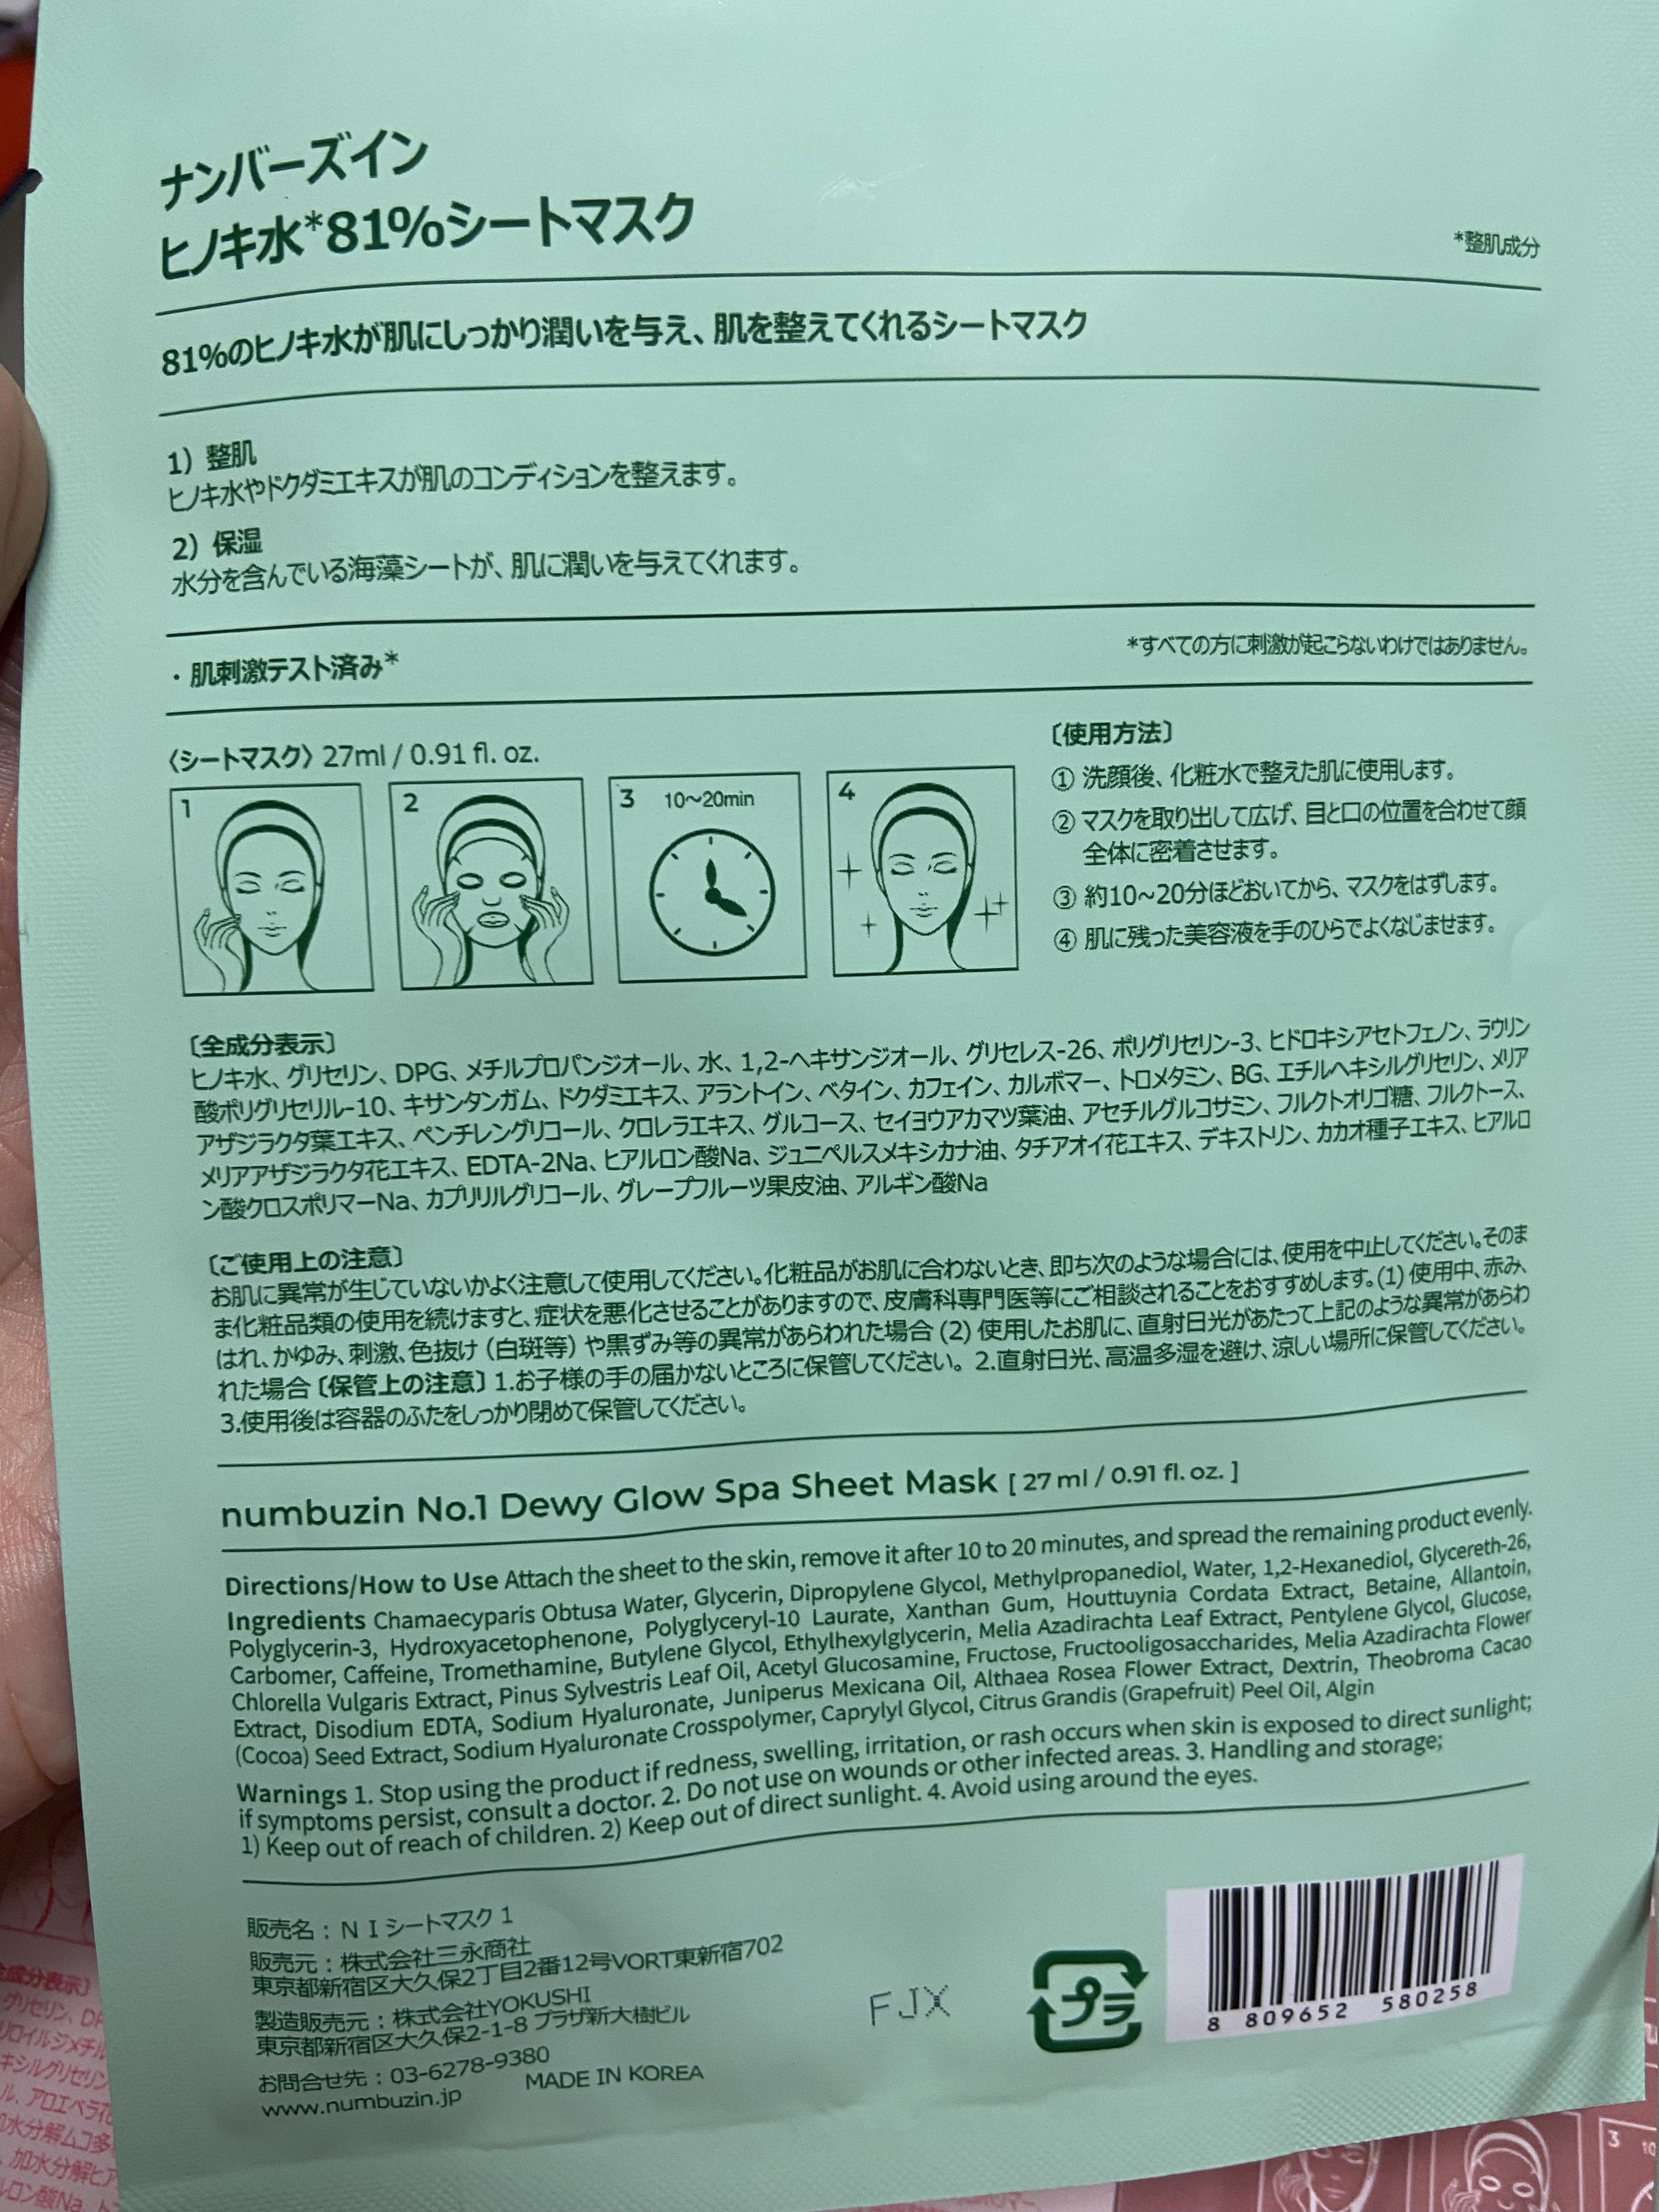 ナンバーズイン
ヒノキ水*81%シートマスク
*整肌成分
81%のヒノキ水が肌にしっかり潤いを与え、肌を整えてくれるシートマスク
1) 整肌
ヒノキ水やドクダミエキスが肌のコンディションを整えます。
2) 保湿
水分を含んでいる海藻シートが、肌に潤いを与えてくれます。
・肌刺激テスト済み*
*すべての方に刺激が起こらないわけではありません。
〈シートマスク〉 27ml / 0.91 fl. oz.
1
2
3 10~20min
4
〔使用方法〕
① 洗顔後、化粧水で整えた肌に使用します。
② マスクを取り出して広げ、目と口の位置を合わせて顔
全体に密着させます。
③ 約10~20分ほどおいてから、マスクをはずします。
④ 肌に残った美容液を手のひらでよくなじませます。
〔全成分表示〕
ヒノキ水、グリセリン、DPG、メチルプロパンジオール、水、1,2-ヘキサンジオール、グリセレス-26、ポリグリセリン-3、ヒドロキシアセトフェノン、ラウリン
酸ポリグリセリル-10、キサンタンガム、ドクダミエキス、アラントイン、ベタイン、カフェイン、カルボマー、トロメタミン、BG、エチルヘキシルグリセリン、メリア
アザジラクタ葉エキス、ペンチレングリコール、クロレラエキス、グルコース、セイヨウアカマツ葉油、アセチルグルコサミン、フルクトオリゴ糖、フルクトース、
メリアアザジラクタ花エキス、EDTA-2Na、ヒアルロン酸Na、ジュニペルスメキシカナ油、タチアオイ花エキス、デキストリン、カカオ種子エキス、ヒアルロ
ン酸クロスポリマーNa、カプリリルグリコール、グレープフルーツ果皮油、アルギン酸Na
〔ご使用上の注意〕
お肌に異常が生じていないかよく注意して使用してください。化粧品がお肌に合わないとき、即ち次のような場合には、使用を中止してください。そのま
ま化粧品類の使用を続けますと、症状を悪化させることがありますので、皮膚科専門医等にご相談されることをおすすめします。(1) 使用中、赤み、
はれ、かゆみ、刺激、色抜け（白斑等）や黒ずみ等の異常があらわれた場合 (2) 使用したお肌に、直射日光があたって上記のような異常があらわ
れた場合〔保管上の注意〕1.お子様の手の届かないところに保管してください。 2.直射日光、高温多湿を避け、涼しい場所に保管してください。
3.使用後は容器のふたをしっかり閉めて保管してください。
numbuzin No.1 Dewy Glow Spa Sheet Mask [ 27 ml / 0.91 fl. oz. ]
Directions/How to Use Attach the sheet to the skin, remove it after 10 to 20 minutes, and spread the remaining product evenly.
Ingredients Chamaecyparis Obtusa Water, Glycerin, Dipropylene Glycol, Methylpropanediol, Water, 1,2-Hexanediol, Glycereth-26,
Polyglycerin-3, Hydroxyacetophenone, Polyglyceryl-10 Laurate, Xanthan Gum, Houttuynia Cordata Extract, Betaine, Allantoin,
Carbomer, Caffeine, Tromethamine, Butylene Glycol, Ethylhexylglycerin, Melia Azadirachta Leaf Extract, Pentylene Glycol, Glucose,
Chlorella Vulgaris Extract, Pinus Sylvestris Leaf Oil, Acetyl Glucosamine, Fructose, Fructooligosaccharides, Melia Azadirachta Flower
Extract, Disodium EDTA, Sodium Hyaluronate, Juniperus Mexicana Oil, Althaea Rosea Flower Extract, Dextrin, Theobroma Cacao
(Cocoa) Seed Extract, Sodium Hyaluronate Crosspolymer, Caprylyl Glycol, Citrus Grandis (Grapefruit) Peel Oil, Algin
Warnings 1. Stop using the product if redness, swelling, irritation, or rash occurs when skin is exposed to direct sunlight;
if symptoms persist, consult a doctor. 2. Do not use on wounds or other infected areas. 3. Handling and storage;
1) Keep out of reach of children. 2) Keep out of direct sunlight. 4. Avoid using around the eyes.
販売名：ＮＩシートマスク 1
販売元：株式会社三永商社
東京都新宿区大久保2丁目2番12号VORT東新宿702
製造販売元：株式会社YOKUSHI
東京都新宿区大久保2-1-8 プラザ新大樹ビル
お問合せ先：03-6278-9380
www.numbuzin.jp MADE IN KOREA
FJX
プラ
8 809652 580258
全成分表示〕
グリセリン、DP
キシルグリセリン
ル、アロエベラ花
加水分解ヒア
ルロン酸Na、ト
3 10